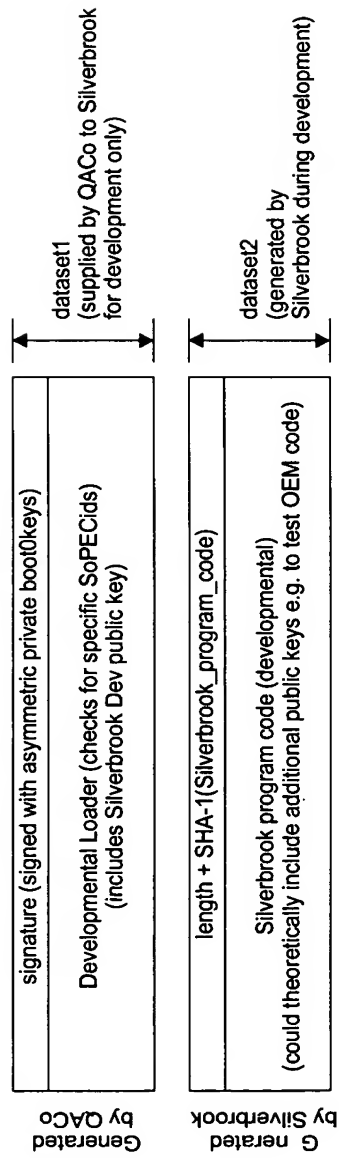 Generated
by QACo
signature (signed with asymmetric private boot0keys)
Developmental Loader (checks for specific SoPECids)
(includes Silverbrook Dev public key)
dataset1
(supplied by QACo to Silverbrook
for development only)
G nerated
by Silverbrook
length + SHA-1(Silverbrook_program_code)
Silverbrook program code (developmental)
(could theoretically include additional public keys e.g. to test OEM code)
dataset2
(generated by
Silverbrook during development)